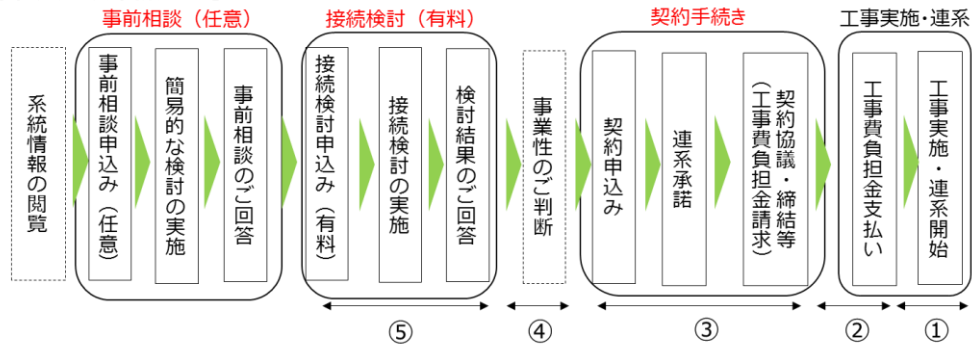 事前相談（任意）
接続検討（有料）
契約手続き
工事実施・連系
系統情報の閲覧
事前相談申込み（任意）
簡易的な検討の実施
事前相談のご回答
接続検討申込み（有料）
接続検討の実施
検討結果のご回答
事業性のご判断
契約申込み
連系承諾
契約協議・締結等
（工事費負担金請求）
工事費負担金支払い
工事実施・連系開始
⑤
④
③
②
①